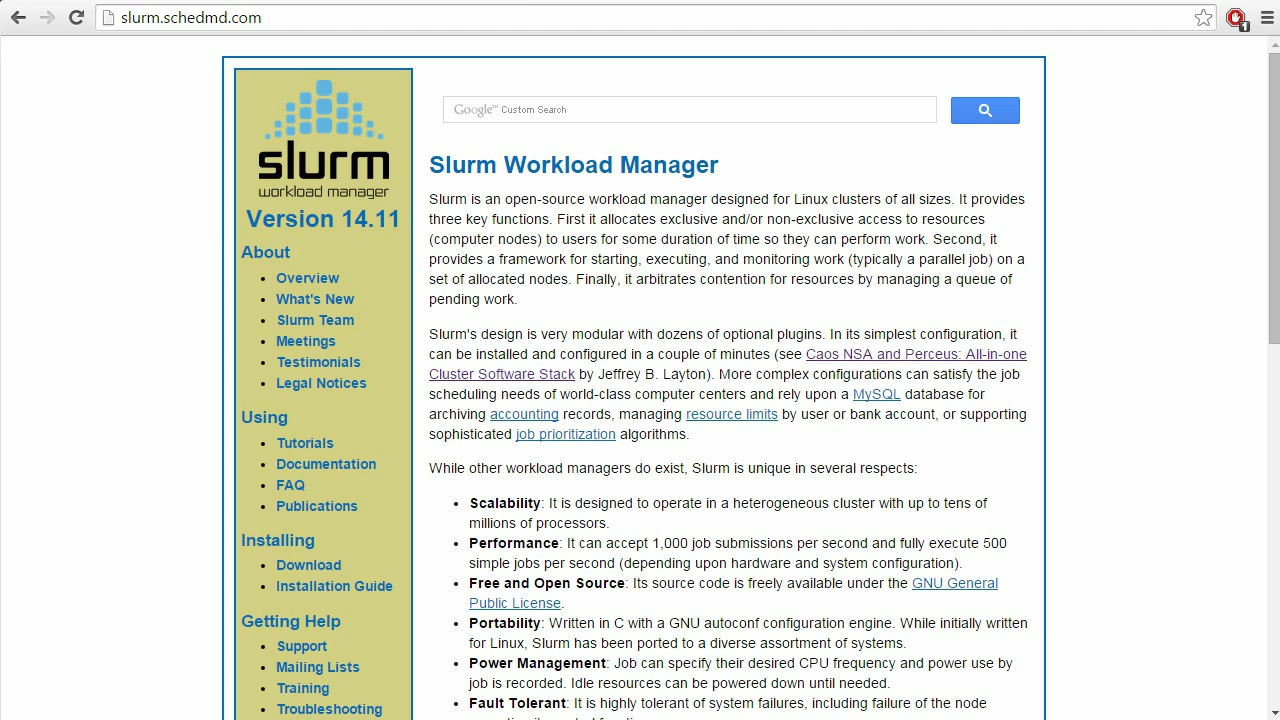 slurm.schedmd.com
1
slurm
workload manager
Version 14.11
About
Overview
What's New
Slurm Team
Meetings
Testimonials
Legal Notices
Using
Tutorials
Documentation
FAQ
Publications
Installing
Download
Installation Guide
Getting Help
Support
Mailing Lists
Training
Troubleshooting
Google™ Custom Search
Slurm Workload Manager
Slurm is an open-source workload manager designed for Linux clusters of all sizes. It provides
three key functions. First it allocates exclusive and/or non-exclusive access to resources
(computer nodes) to users for some duration of time so they can perform work. Second, it
provides a framework for starting, executing, and monitoring work (typically a parallel job) on
a set of allocated nodes. Finally, it arbitrates contention for resources by managing a queue of
pending work.
Slurm's design is very modular with dozens of optional plugins. In its simplest configuration, it
can be installed and configured in a couple of minutes (see Caos NSA and Perceus: All-in-one
Cluster Software Stack by Jeffrey B. Layton). More complex configurations can satisfy the job
scheduling needs of world-class computer centers and rely upon a MySQL database for
archiving accounting records, managing resource limits by user or bank account, or supporting
sophisticated job prioritization algorithms.
While other workload managers do exist, Slurm is unique in several respects:
• Scalability: It is designed to operate in a heterogeneous cluster with up to tens of
millions of processors.
• Performance: It can accept 1,000 job submissions per second and fully execute 500
simple jobs per second (depending upon hardware and system configuration).
• Free and Open Source: Its source code is freely available under the GNU General
Public License.
• Portability: Written in C with a GNU autoconf configuration engine. While initially written
for Linux, Slurm has been ported to a diverse assortment of systems.
• Power Management: Job can specify their desired CPU frequency and power use by
job is recorded. Idle resources can be powered down until needed.
• Fault Tolerant: It is highly tolerant of system failures, including failure of the node